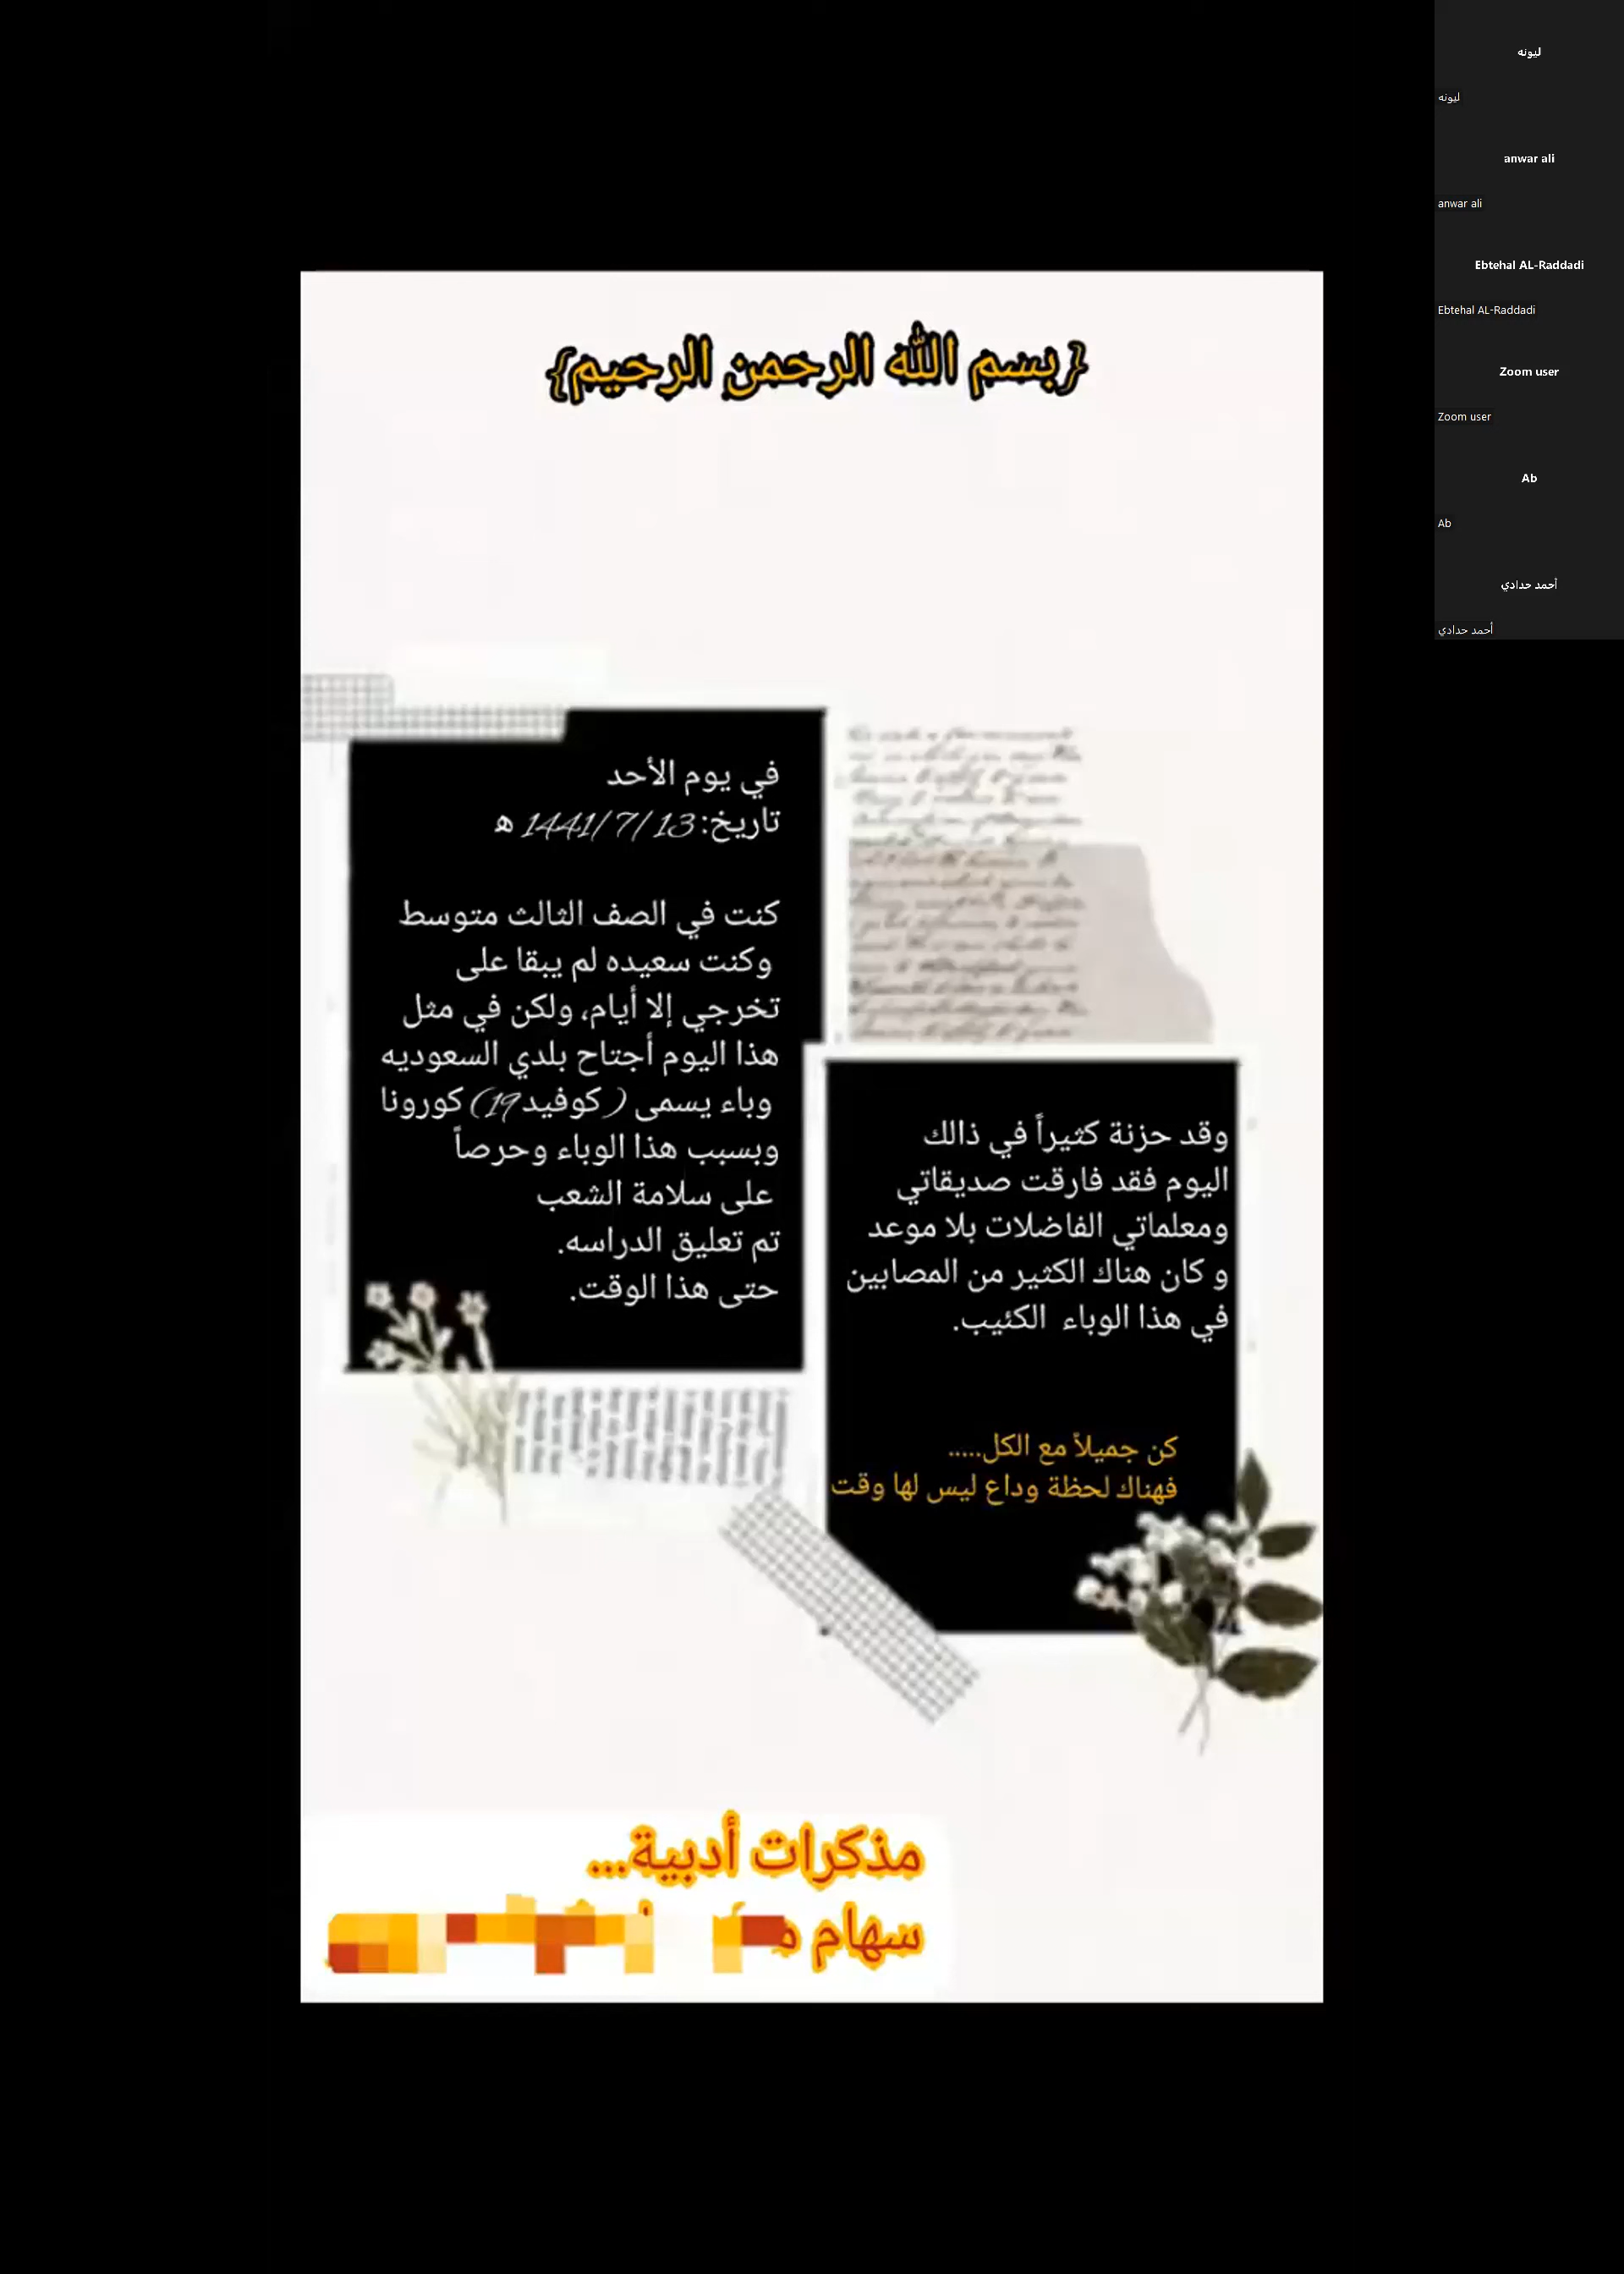 {بسم الله الرحمن الرحيم}
في يوم الأحد
تاريخ: 13/ 7/ 1441 ه
كنت في الصف الثالث متوسط
وكنت سعيده لم يبقا على
تخرجي إلا أيام، ولكن في مثل
هذا اليوم أجتاح بلدي السعوديه
وباء يسمى (كوفيد19) كورونا
وبسبب هذا الوباء وحرصاً
على سلامة الشعب
تم تعليق الدراسه.
حتى هذا الوقت.
وقد حزنة كثيراً في ذالك
اليوم فقد فارقت صديقاتي
ومعلماتي الفاضلات بلا موعد
و كان هناك الكثير من المصابين
في هذا الوباء الكئيب.
كن جميلاً مع الكل.....
فهناك لحظة وداع ليس لها وقت
مذكرات أدبية...
سهام
ليونه
ليونه
anwar ali
anwar ali
Ebtehal AL-Raddadi
Ebtehal AL-Raddadi
Zoom user
Zoom user
Ab
Ab
أحمد حدادي
أحمد حدادي